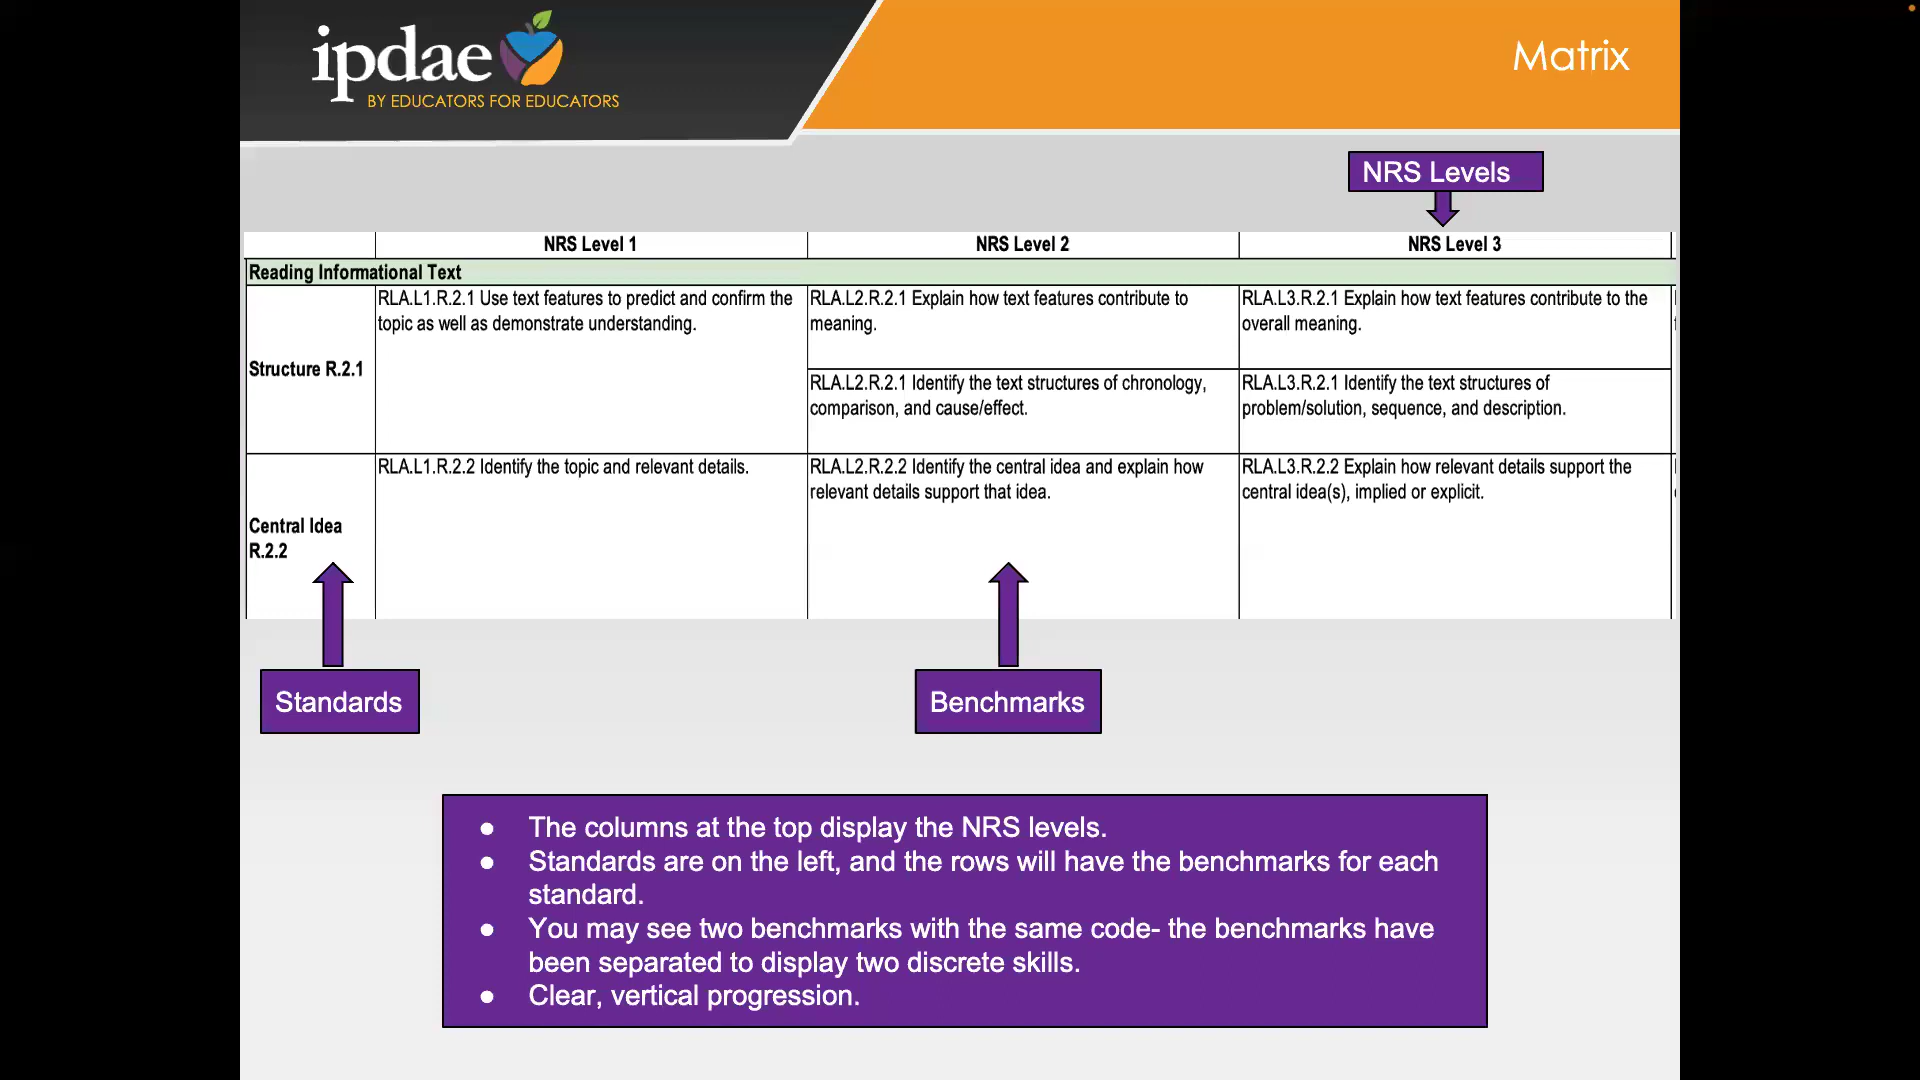 ipdae
BY EDUCATORS FOR EDUCATORS
Matrix
NRS Levels
NRS Level 1
NRS Level 2
NRS Level 3
Reading Informational Text
Structure R.2.1
RLA.L1.R.2.1 Use text features to predict and confirm the
topic as well as demonstrate understanding.
RLA.L2.R.2.1 Explain how text features contribute to
meaning.
RLA.L3.R.2.1 Explain how text features contribute to the
overall meaning.
RLA.L2.R.2.1 Identify the text structures of chronology,
comparison, and cause/effect.
RLA.L3.R.2.1 Identify the text structures of
problem/solution, sequence, and description.
Central Idea
R.2.2
RLA.L1.R.2.2 Identify the topic and relevant details.
RLA.L2.R.2.2 Identify the central idea and explain how
relevant details support that idea.
RLA.L3.R.2.2 Explain how relevant details support the
central idea(s), implied or explicit.
Standards
Benchmarks
● The columns at the top display the NRS levels.
● Standards are on the left, and the rows will have the benchmarks for each
standard.
● You may see two benchmarks with the same code- the benchmarks have
been separated to display two discrete skills.
● Clear, vertical progression.